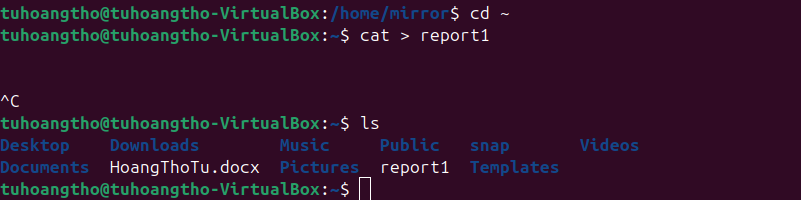 tuhoangtho@tuhoangtho-VirtualBox:/home/mirror$ cd ~
tuhoangtho@tuhoangtho-VirtualBox:~$ cat > report1
^C
tuhoangtho@tuhoangtho-VirtualBox:~$ ls
Desktop    Downloads        Music     Public   snap       Videos
Documents  HoangThoTu.docx  Pictures  report1  Templates
tuhoangtho@tuhoangtho-VirtualBox:~$